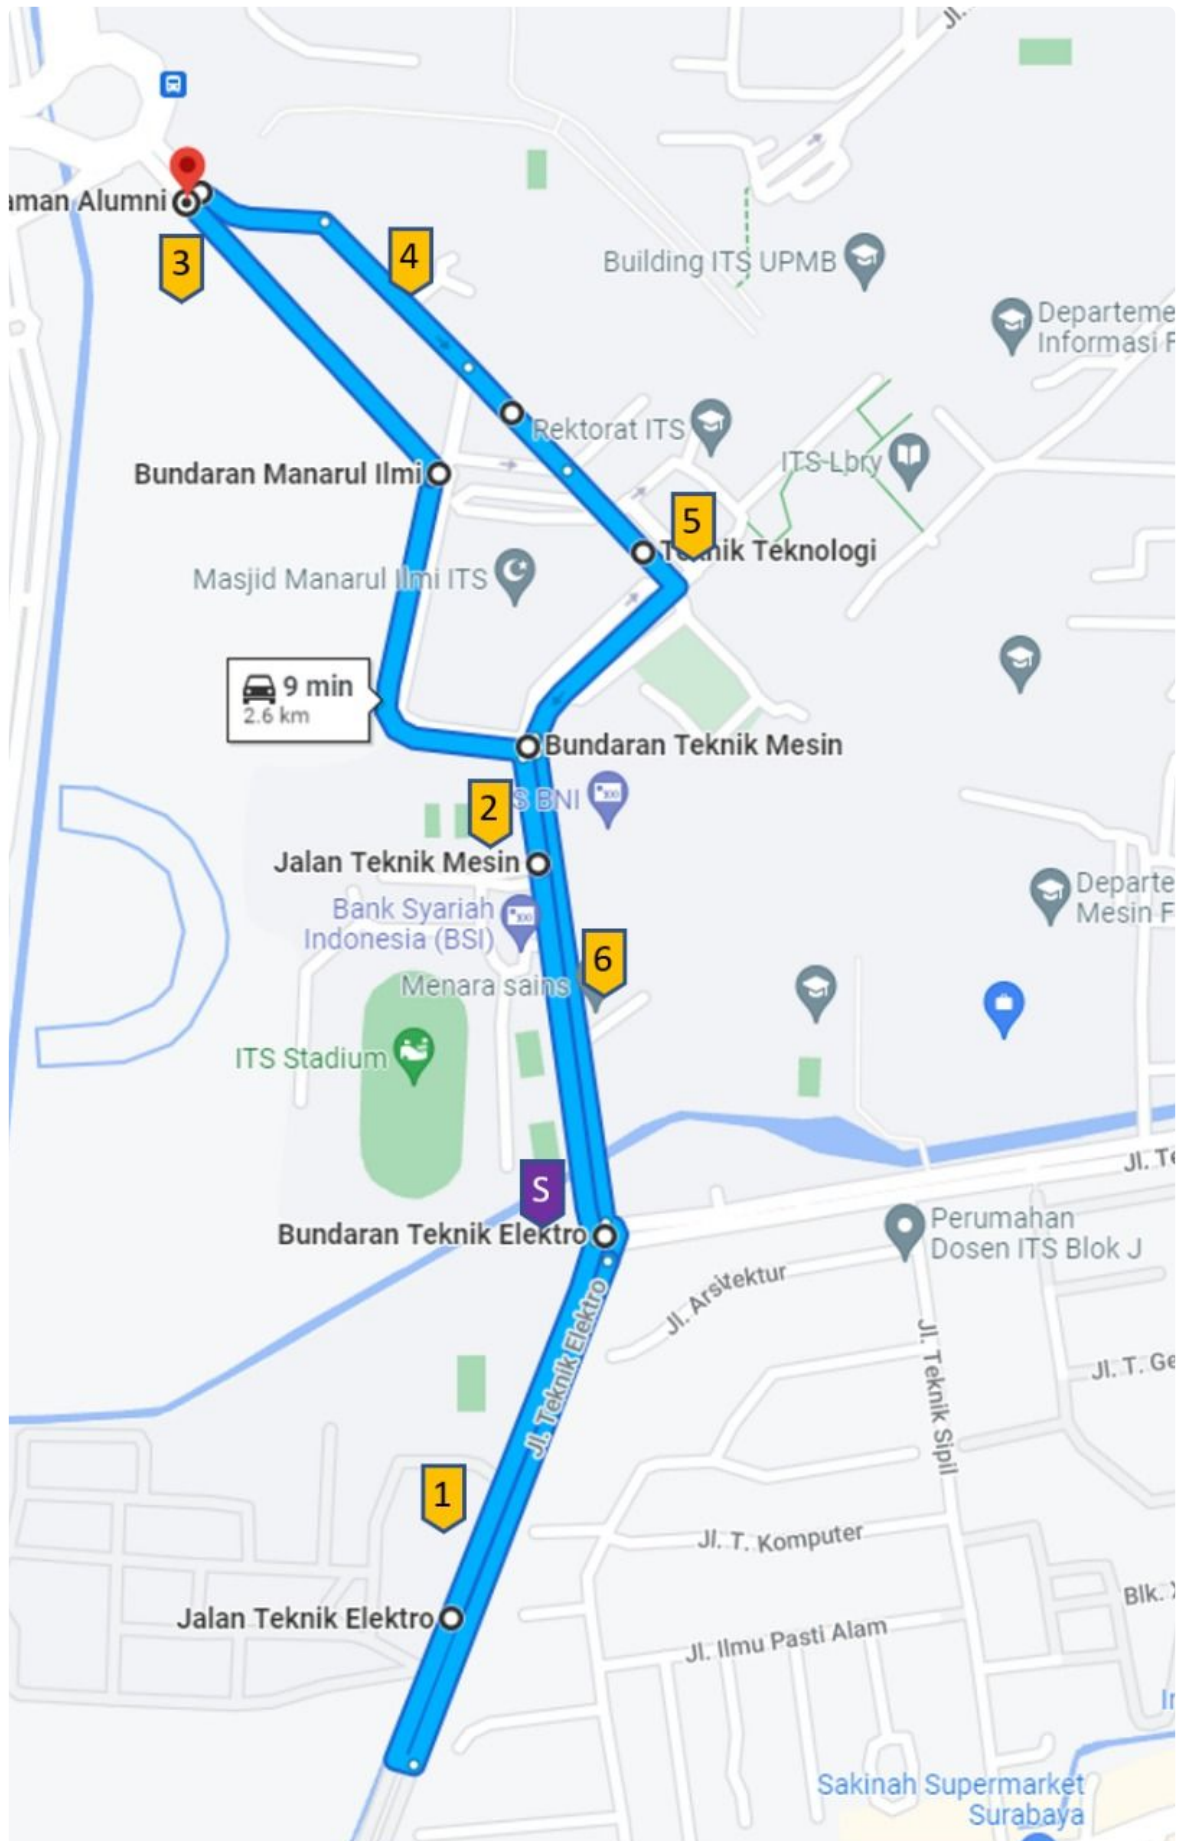 Jl.
aman Alumni
3
4
Building ITS UPMB
Departeme
Informasi F
Rektorat ITS
ITS Lbry
Bundaran Manarul Ilmi
5
Teknik Teknologi
Masjid Manarul Ilmi ITS
9 min
2.6 km
Bundaran Teknik Mesin
2
S BNI
Jalan Teknik Mesin
Departe
Mesin F
Bank Syariah
Indonesia (BSI)
6
Menara sains
ITS Stadium
Jl. Te
S
Bundaran Teknik Elektro
Perumahan
Dosen ITS Blok J
Jl. Arsitektur
Jl. Teknik Elektro
Jl. Teknik Sipil
Jl. T. Ge
1
Jl. T. Komputer
Blk.
Jalan Teknik Elektro
Jl. Ilmu Pasti Alam
Sakinah Supermarket
Surabaya